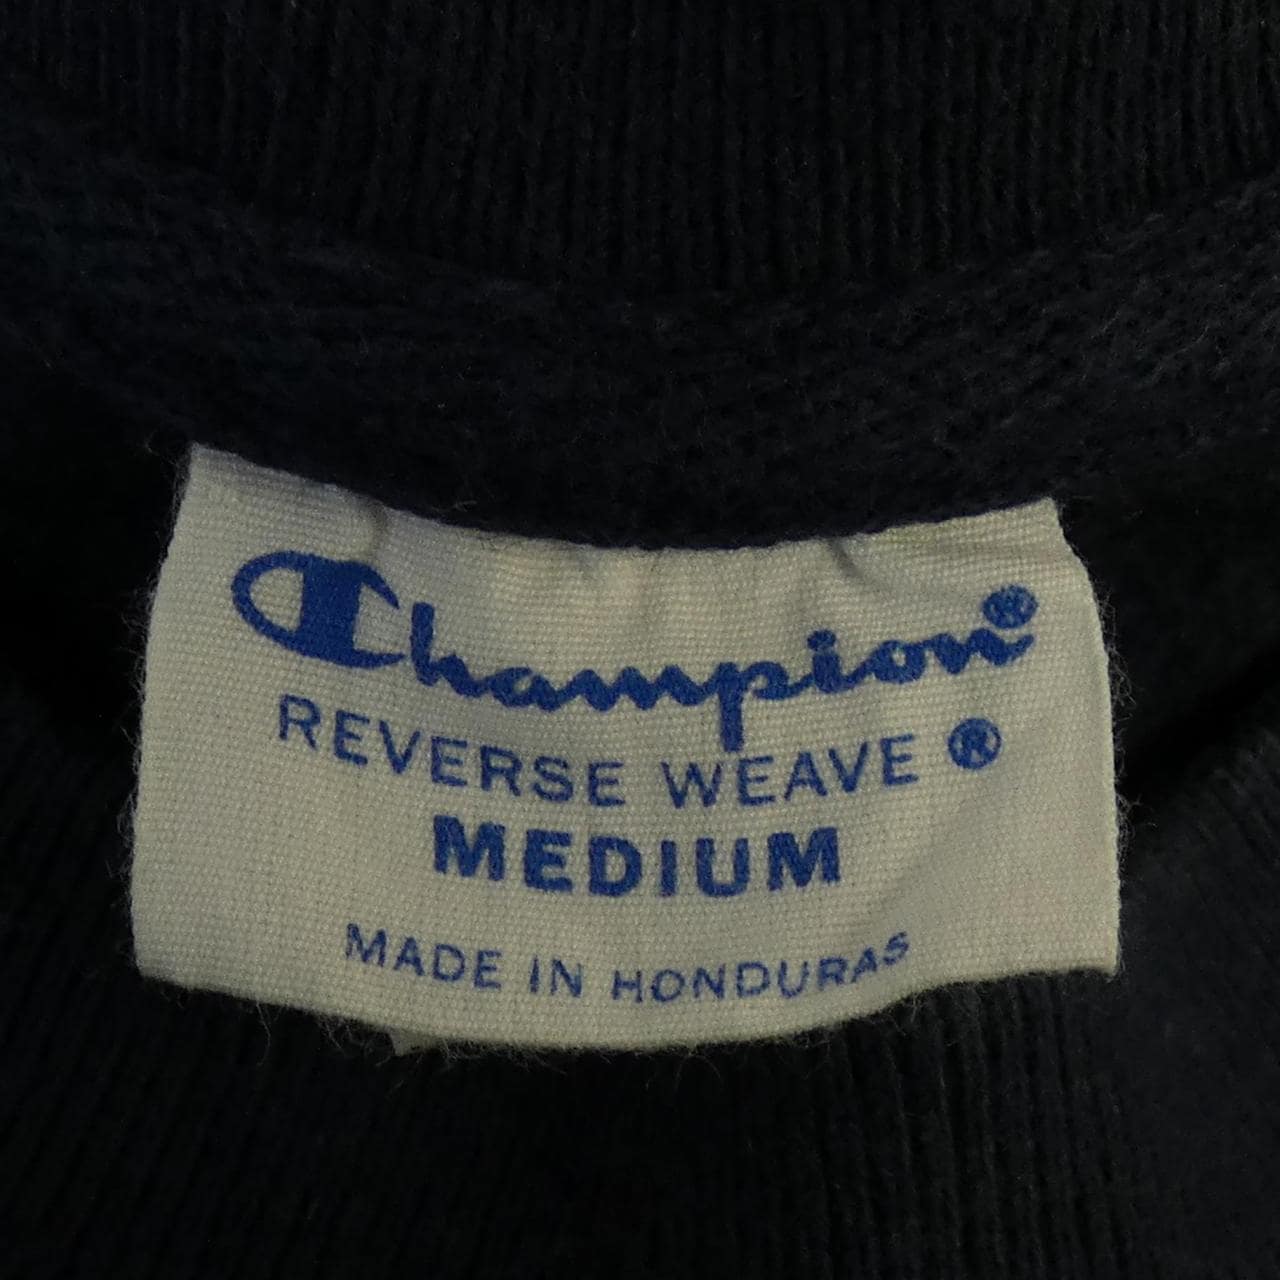 Champion®
REVERSE WEAVE ®
MEDIUM
MADE IN HONDURAS